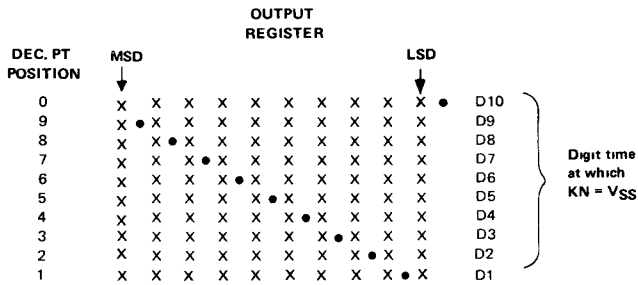 OUTPUT
REGISTER
DEC. PT
POSITION
MSD
LSD
0 X X X X X X X X X X ● D10
9 X ● X X X X X X X X X D9
8 X X ● X X X X X X X X D8
7 X X X ● X X X X X X X D7
6 X X X X ● X X X X X X D6
5 X X X X X ● X X X X X D5
4 X X X X X X ● X X X X D4
3 X X X X X X X ● X X X D3
2 X X X X X X X X ● X X D2
1 X X X X X X X X X ● X D1
Digit time
at which
KN = VSS